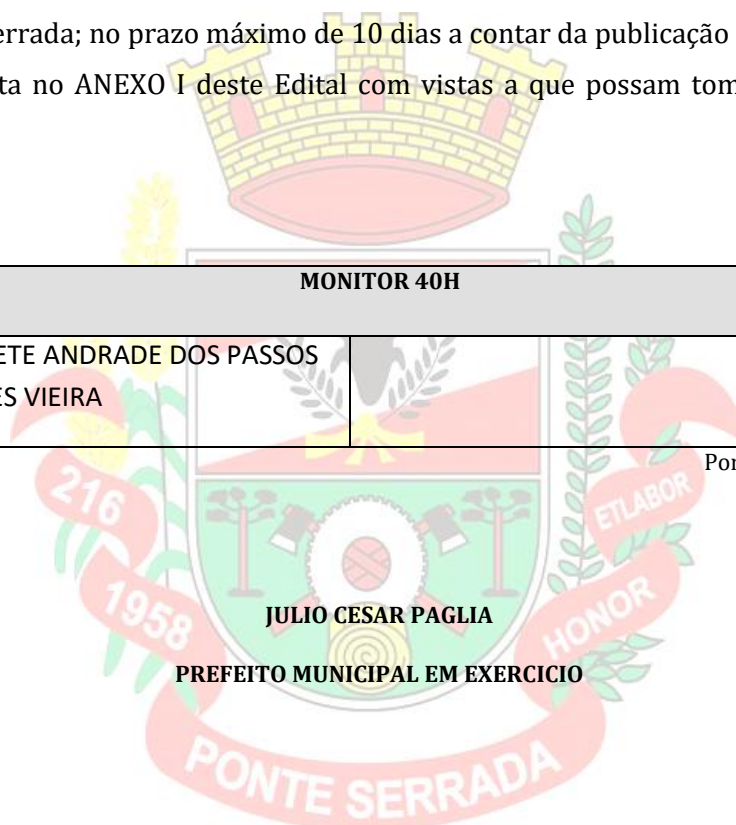 errada; no prazo máximo de 10 dias a contar da publicação
ta no ANEXO I deste Edital com vistas a que possam tom
MONITOR 40H
ETE ANDRADE DOS PASSOS
ES VIEIRA
Por
216
ETLABOR
1958
HONOR
JULIO CESAR PAGLIA
PREFEITO MUNICIPAL EM EXERCICIO
PONTE SERRADA